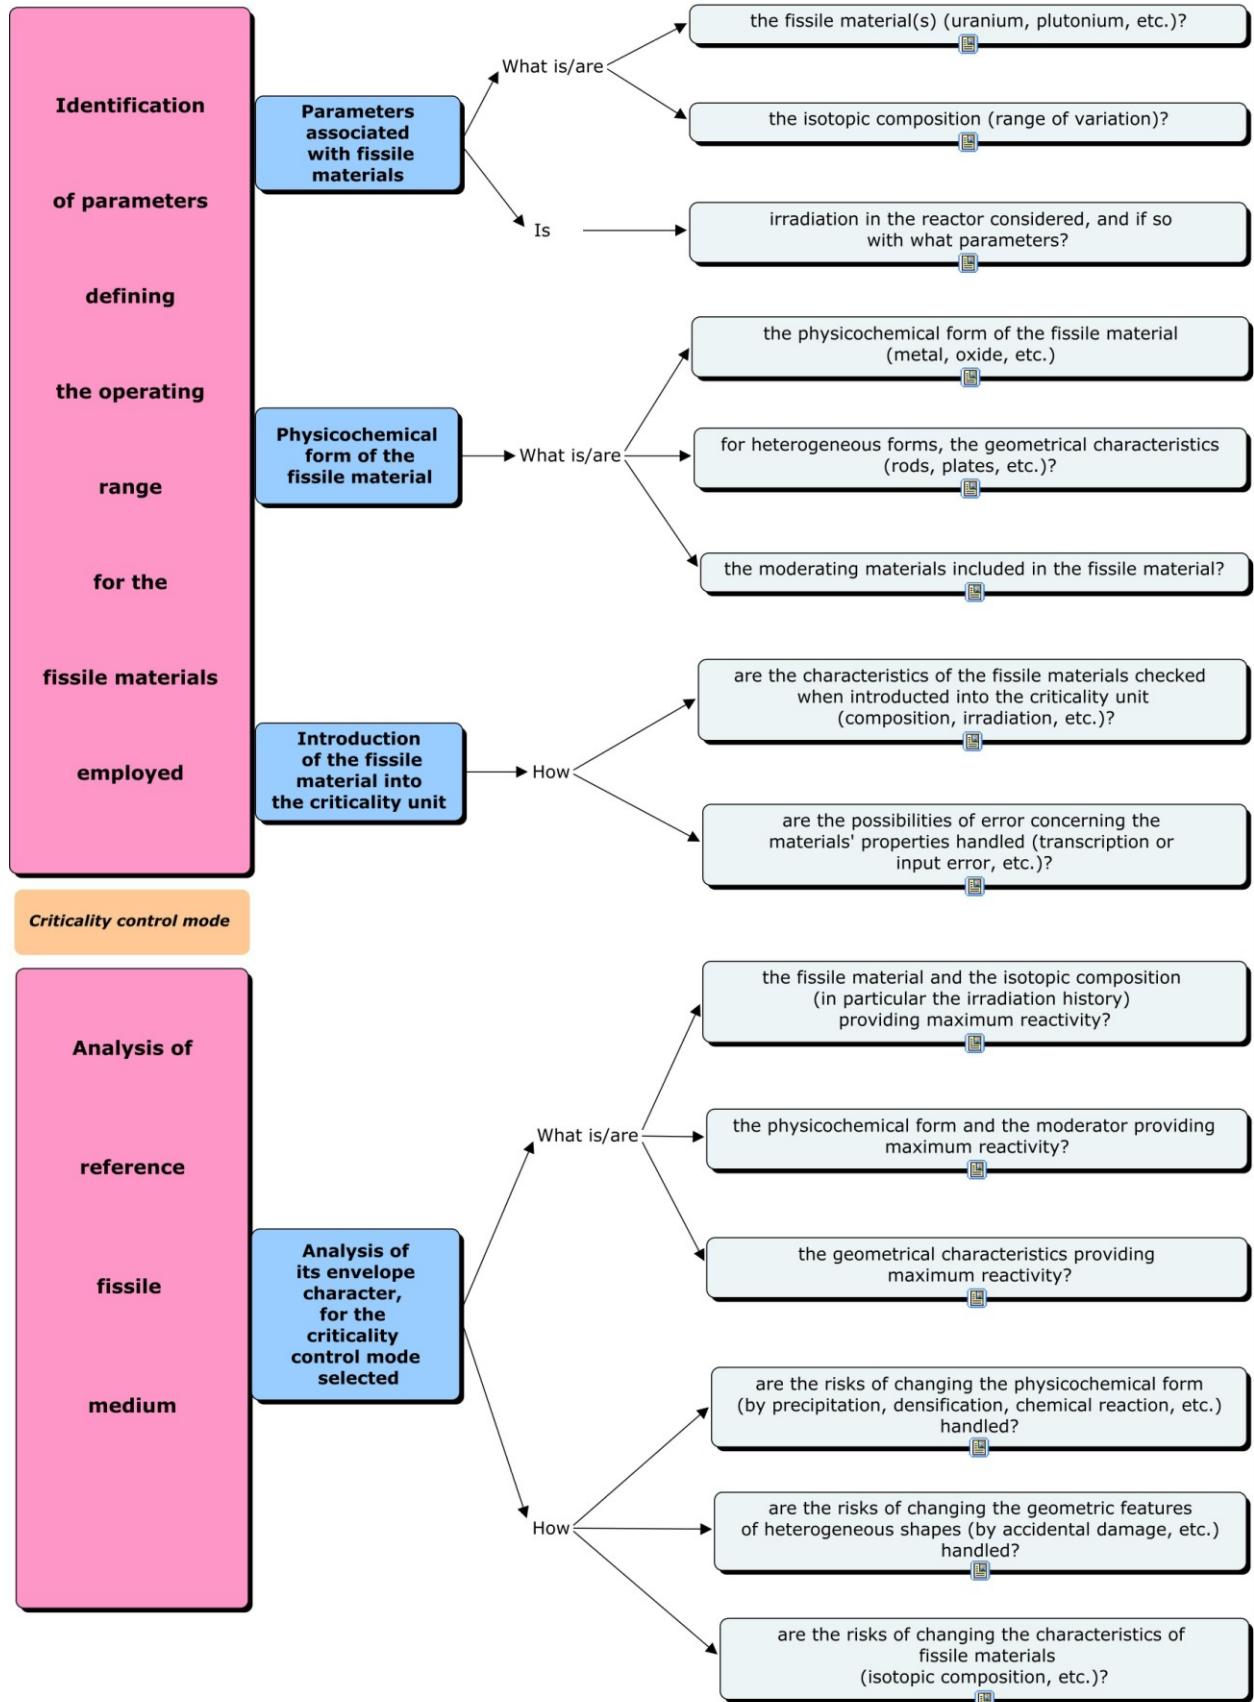 Identification
of parameters
defining
the operating
range
for the
fissile materials
employed
Parameters
associated
with fissile
materials
What is/are
the fissile material(s) (uranium, plutonium, etc.)?
the isotopic composition (range of variation)?
Is
irradiation in the reactor considered, and if so
with what parameters?
Physicochemical
form of the
fissile material
What is/are
the physicochemical form of the fissile material
(metal, oxide, etc.)
for heterogeneous forms, the geometrical characteristics
(rods, plates, etc.)?
the moderating materials included in the fissile material?
Introduction
of the fissile
material into
the criticality unit
How
are the characteristics of the fissile materials checked
when introducted into the criticality unit
(composition, irradiation, etc.)?
are the possibilities of error concerning the
materials' properties handled (transcription or
input error, etc.)?
Criticality control mode
Analysis of
reference
fissile
medium
Analysis of
its envelope
character,
for the
criticality
control mode
selected
What is/are
the fissile material and the isotopic composition
(in particular the irradiation history)
providing maximum reactivity?
the physicochemical form and the moderator providing
maximum reactivity?
the geometrical characteristics providing
maximum reactivity?
How
are the risks of changing the physicochemical form
(by precipitation, densification, chemical reaction, etc.)
handled?
are the risks of changing the geometric features
of heterogeneous shapes (by accidental damage, etc.)
handled?
are the risks of changing the characteristics of
fissile materials
(isotopic composition, etc.)?